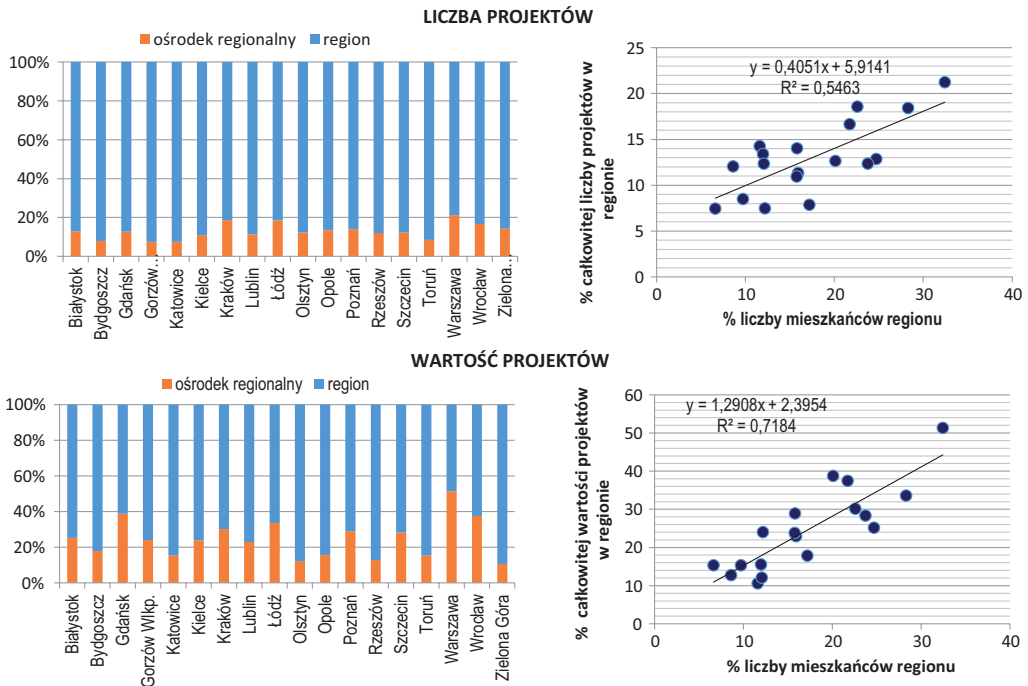 LICZBA PROJEKTÓW
ośrodek regionalny
region
100%
80%
60%
40%
20%
0%
Białystok
Bydgoszcz
Gdańsk
Gorzów…
Katowice
Kielce
Kraków
Lublin
Łódź
Olsztyn
Opole
Poznań
Rzeszów
Szczecin
Toruń
Warszawa
Wrocław
Zielona…
% całkowitej liczby projektów w
regionie
25
20
15
10
5
0
y = 0,4051x + 5,9141
R² = 0,5463
0
10
20
30
40
% liczby mieszkańców regionu
WARTOŚĆ PROJEKTÓW
ośrodek regionalny
region
100%
80%
60%
40%
20%
0%
Białystok
Bydgoszcz
Gdańsk
Gorzów Wlkp.
Katowice
Kielce
Kraków
Lublin
Łódź
Olsztyn
Opole
Poznań
Rzeszów
Szczecin
Toruń
Warszawa
Wrocław
Zielona Góra
% całkowitej wartości projektów
w regionie
60
50
40
30
20
10
0
y = 1,2908x + 2,3954
R² = 0,7184
0
10
20
30
40
% liczby mieszkańców regionu